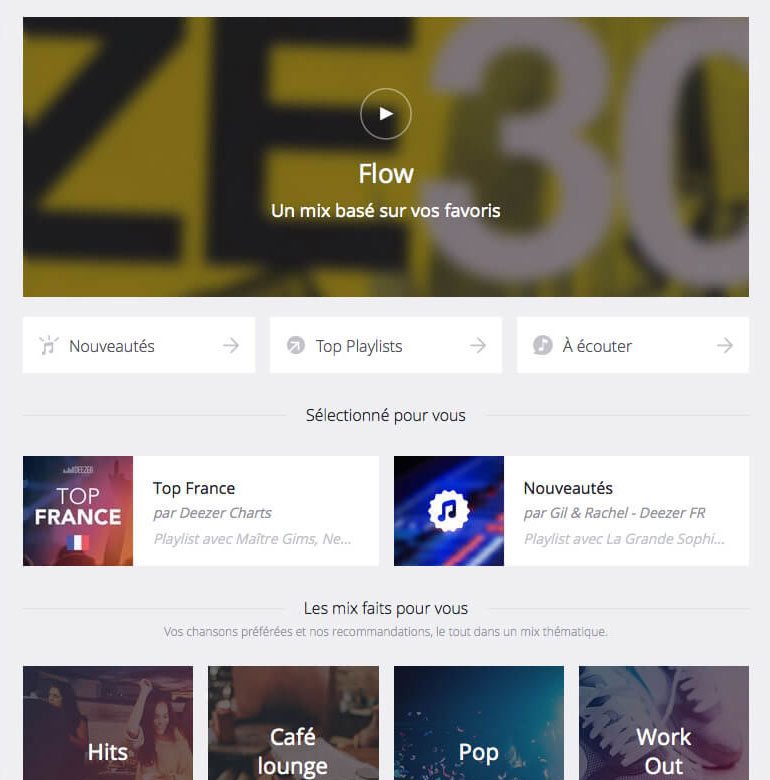 ZE30
Flow
Un mix basé sur vos favoris
Nouveautés
Top Playlists
À écouter
Sélectionné pour vous
DEEZER
TOP
FRANCE
Top France
par Deezer Charts
Playlist avec Maître Gims, Ne...
Nouveautés
par Gil & Rachel - Deezer FR
Playlist avec La Grande Sophi...
Les mix faits pour vous
Vos chansons préférées et nos recommandations, le tout dans un mix thématique.
Hits
Café
lounge
Pop
Work
Out